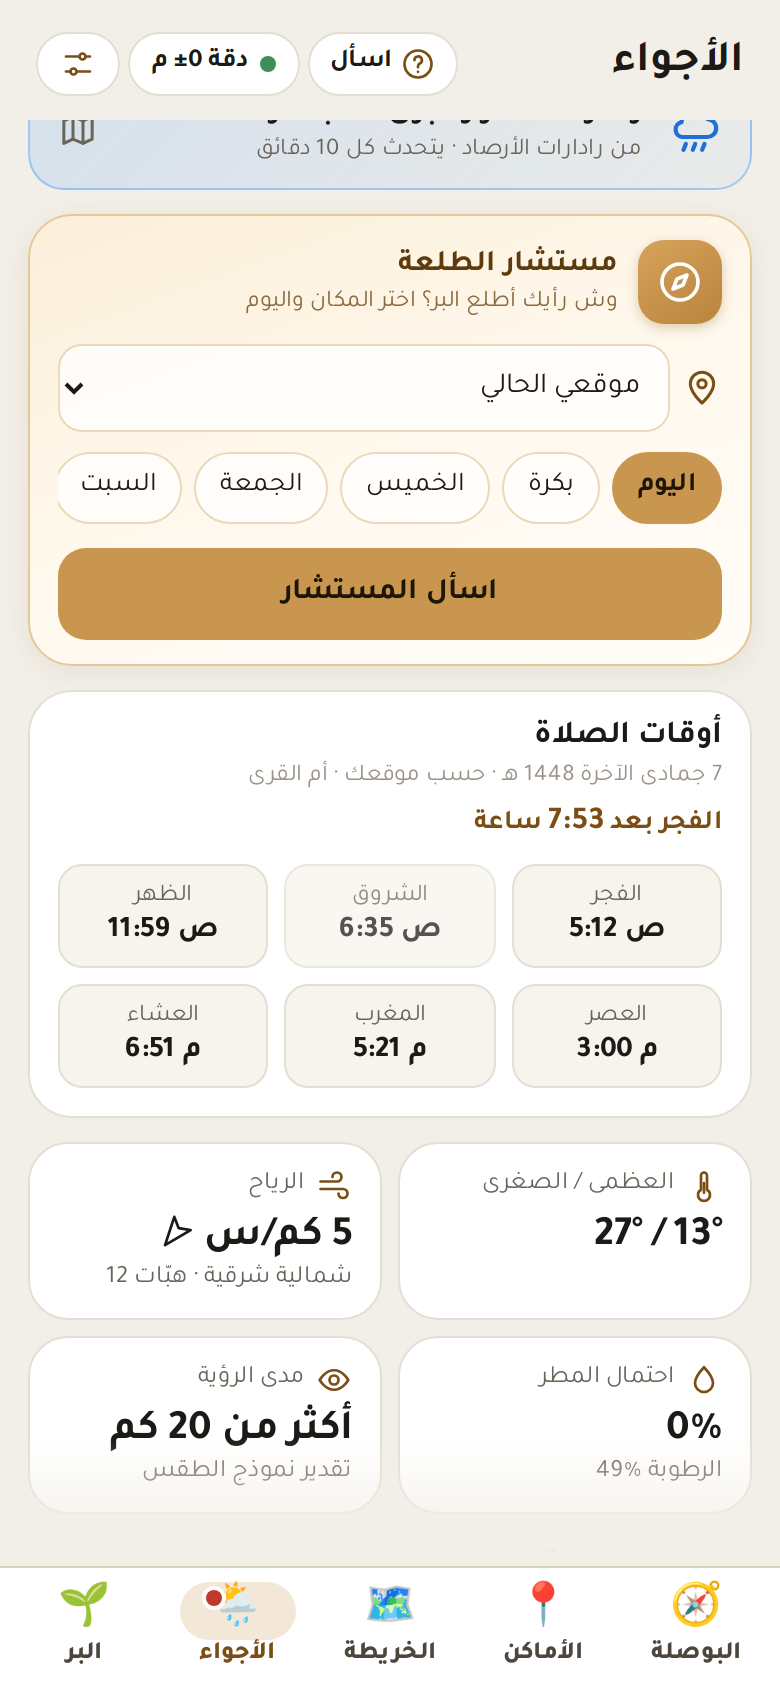 الأجواء
اسأل
دقة ±0 م
من رادارات الأرصاد · يتحدث كل 10 دقائق
مستشار الطلعة
وش رأيك أطلع البر؟ اختر المكان واليوم
موقعي الحالي
اليوم
بكرة
الخميس
الجمعة
السبت
اسأل المستشار
أوقات الصلاة
7 جمادى الآخرة 1448 هـ · حسب موقعك · أم القرى
الفجر بعد 7:53 ساعة
الفجر
5:12 ص
الشروق
6:35 ص
الظهر
11:59 ص
العصر
3:00 م
المغرب
5:21 م
العشاء
6:51 م
العظمى / الصغرى
27° / 13°
الرياح
5 كم/س
شمالية شرقية · هبّات 12
احتمال المطر
0%
الرطوبة 49%
مدى الرؤية
أكثر من 20 كم
تقدير نموذج الطقس
البوصلة
الأماكن
الخريطة
الأجواء
البر